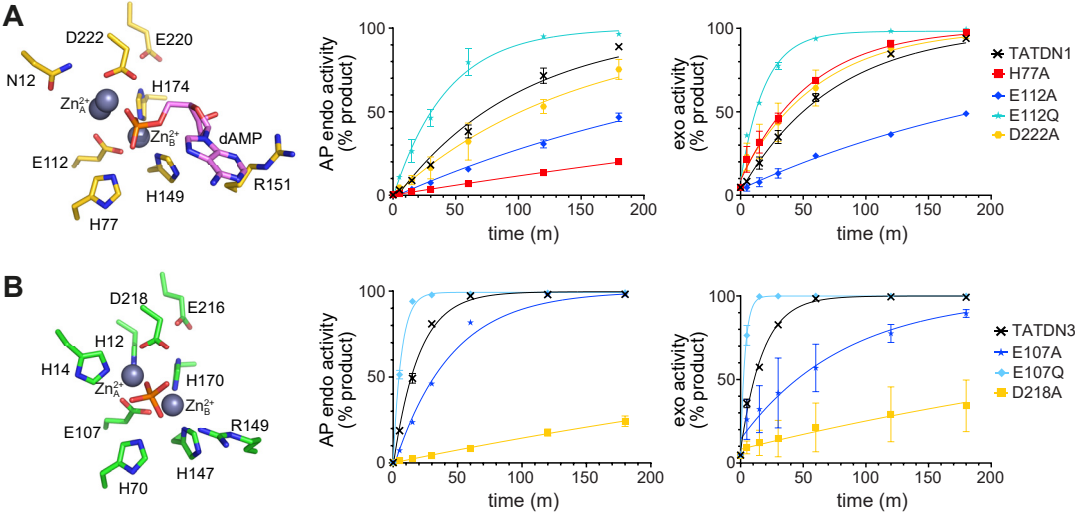 A
D222
E220
N12
Zn²⁺A
H174
Zn²⁺B
dAMP
E112
H149
R151
H77
AP endo activity
(% product)
100
50
0
0 50 100 150 200
time (m)
exo activity
(% product)
100
50
0
0 50 100 150 200
time (m)
TATDN1
H77A
E112A
E112Q
D222A
B
D218
E216
H12
H14
Zn²⁺A
H170
Zn²⁺B
E107
R149
H147
H70
AP endo activity
(% product)
100
50
0
0 50 100 150 200
time (m)
exo activity
(% product)
100
50
0
0 50 100 150 200
time (m)
TATDN3
E107A
E107Q
D218A